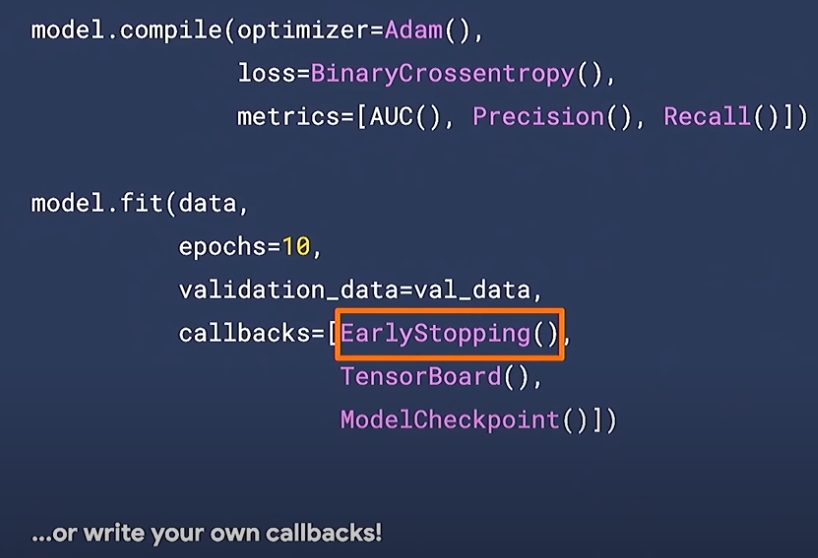 model.compile(optimizer=Adam(),
loss=BinaryCrossentropy(),
metrics=[AUC(), Precision(), Recall()])
model.fit(data,
epochs=10,
validation_data=val_data,
callbacks=[EarlyStopping(),
TensorBoard(),
ModelCheckpoint()])
...or write your own callbacks!